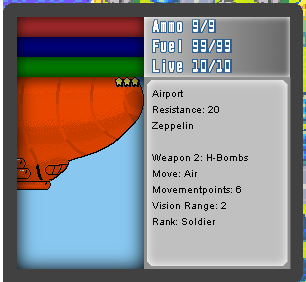 Ammo 9/9
Fuel 99/99
Live 10/10
Airport
Resistance: 20
Zeppelin
Weapon 2: H-Bombs
Move: Air
Movementpoints: 6
Vision Range: 2
Rank: Soldier